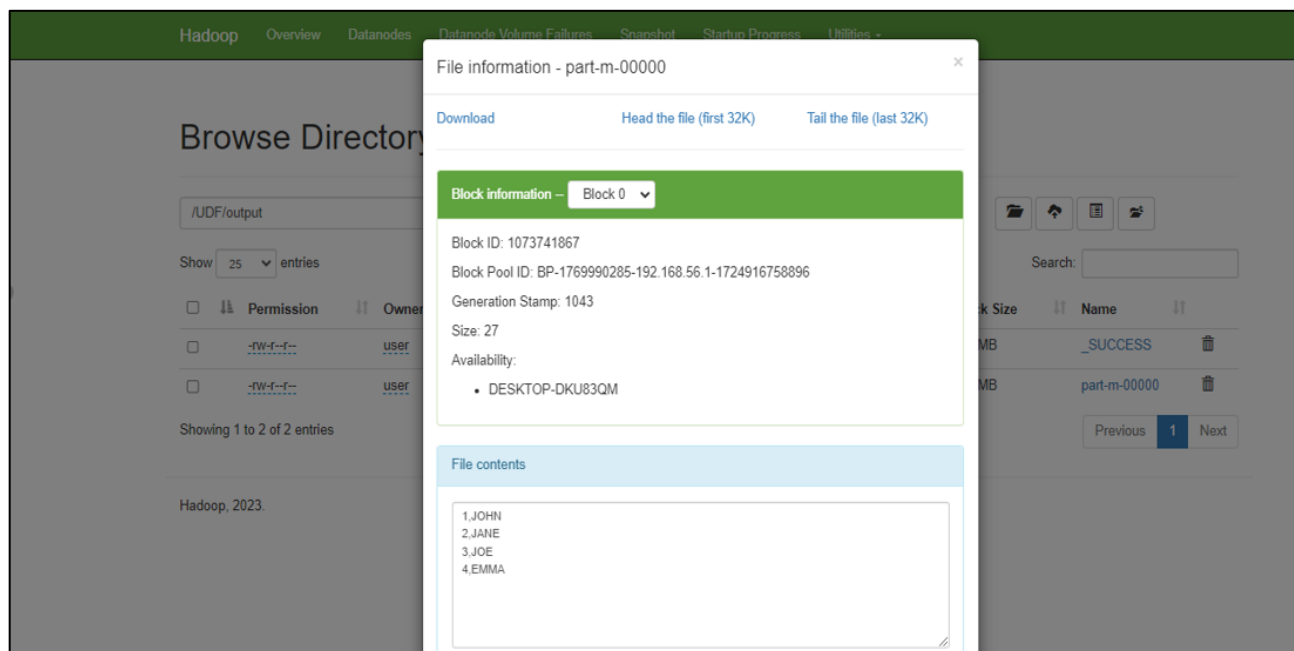 Hadoop Overview Datanodes Datanode Volume Failures Snapshot Startup Progress Utilities
File information - part-m-00000 ×
Download Head the file (first 32K) Tail the file (last 32K)
Browse Directory
Block information -- Block 0
/UDF/output
Block ID: 1073741867
Block Pool ID: BP-1769990285-192.168.56.1-1724916758896
Show 25 entries Search:
Generation Stamp: 1043
Permission Owner k Size Name
Size: 27
-rw-r--r-- user MB _SUCCESS
Availability:
-rw-r--r-- user MB part-m-00000
• DESKTOP-DKU83QM
Showing 1 to 2 of 2 entries Previous 1 Next
File contents
Hadoop, 2023.
1,JOHN
2,JANE
3,JOE
4,EMMA